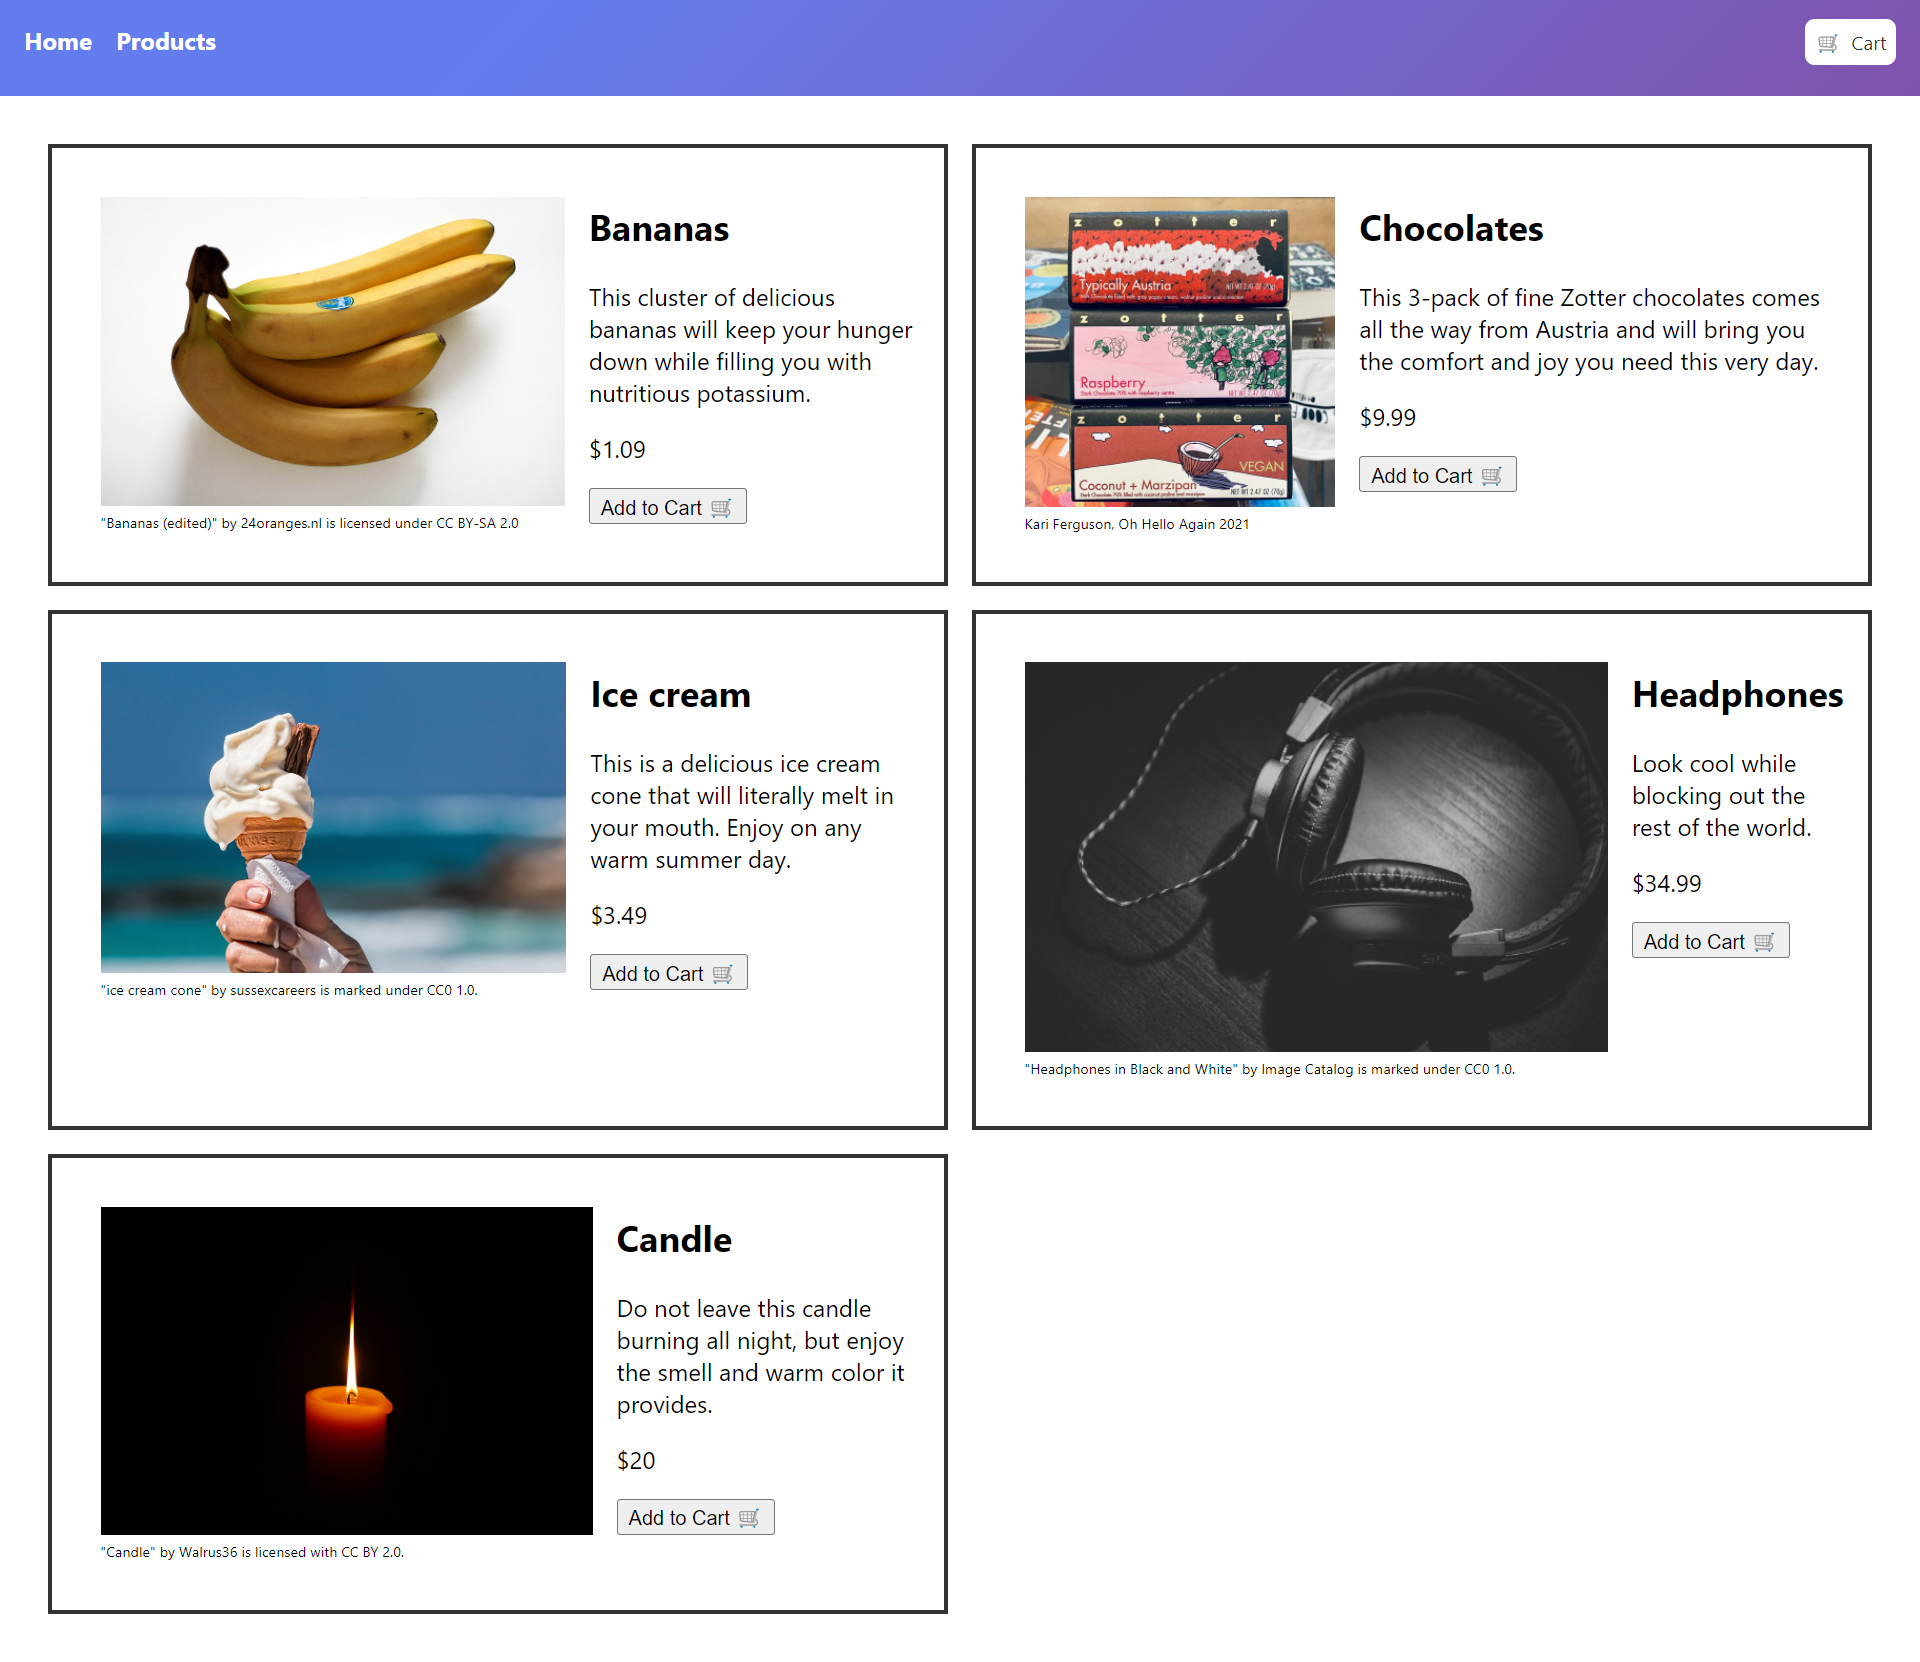 Home Products
🛒 Cart
Bananas
This cluster of delicious
bananas will keep your hunger
down while filling you with
nutritious potassium.
$1.09
Add to Cart 🛒
"Bananas (edited)" by 24oranges.nl is licensed under CC BY-SA 2.0
zotter
Typically Austria
zotter
Raspberry
zotter
VEGAN
Coconut + Marzipan
NET WT 2.47 OZ (70g)
Chocolates
This 3-pack of fine Zotter chocolates comes
all the way from Austria and will bring you
the comfort and joy you need this very day.
$9.99
Add to Cart 🛒
Kari Ferguson, Oh Hello Again 2021
Ice cream
This is a delicious ice cream
cone that will literally melt in
your mouth. Enjoy on any
warm summer day.
$3.49
Add to Cart 🛒
"ice cream cone" by sussexcareers is marked under CC0 1.0.
Headphones
Look cool while
blocking out the
rest of the world.
$34.99
Add to Cart 🛒
"Headphones in Black and White" by Image Catalog is marked under CC0 1.0.
Candle
Do not leave this candle
burning all night, but enjoy
the smell and warm color it
provides.
$20
Add to Cart 🛒
"Candle" by Walrus36 is licensed with CC BY 2.0.